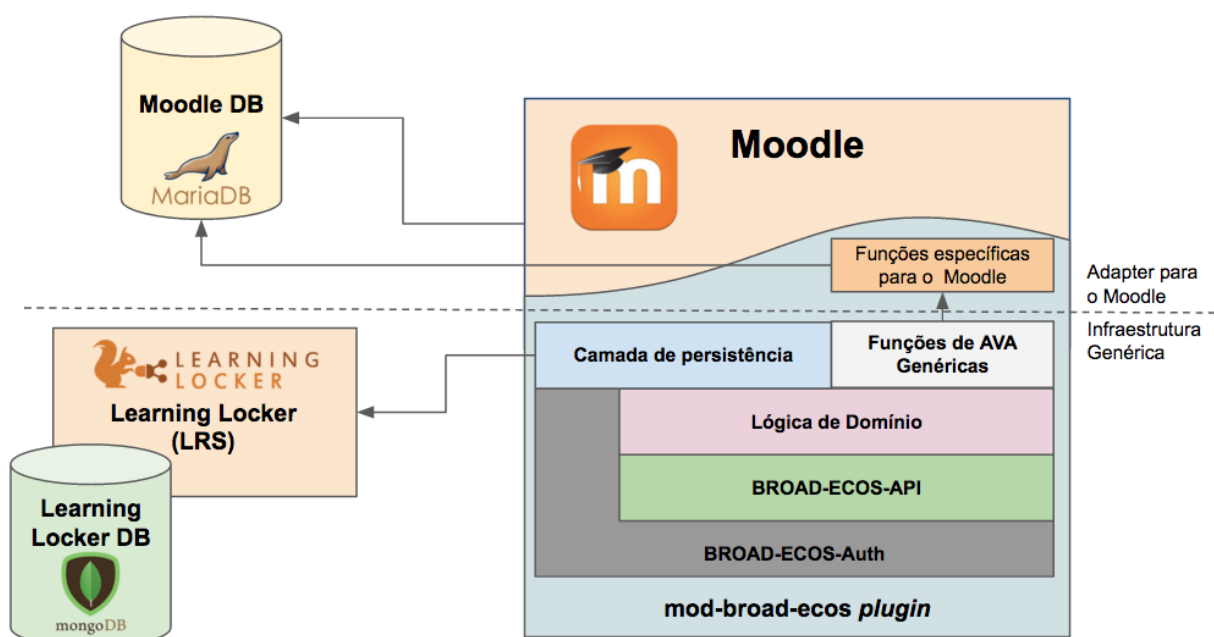 Moodle DB
MariaDB
m
Moodle
Funções específicas
para o Moodle
Adapter para
o Moodle
Infraestrutura
Genérica
LEARNING
LOCKER
Learning Locker
(LRS)
Camada de persistência
Funções de AVA
Genéricas
Lógica de Domínio
BROAD-ECOS-API
BROAD-ECOS-Auth
mod-broad-ecos plugin
Learning
Locker DB
mongoDB